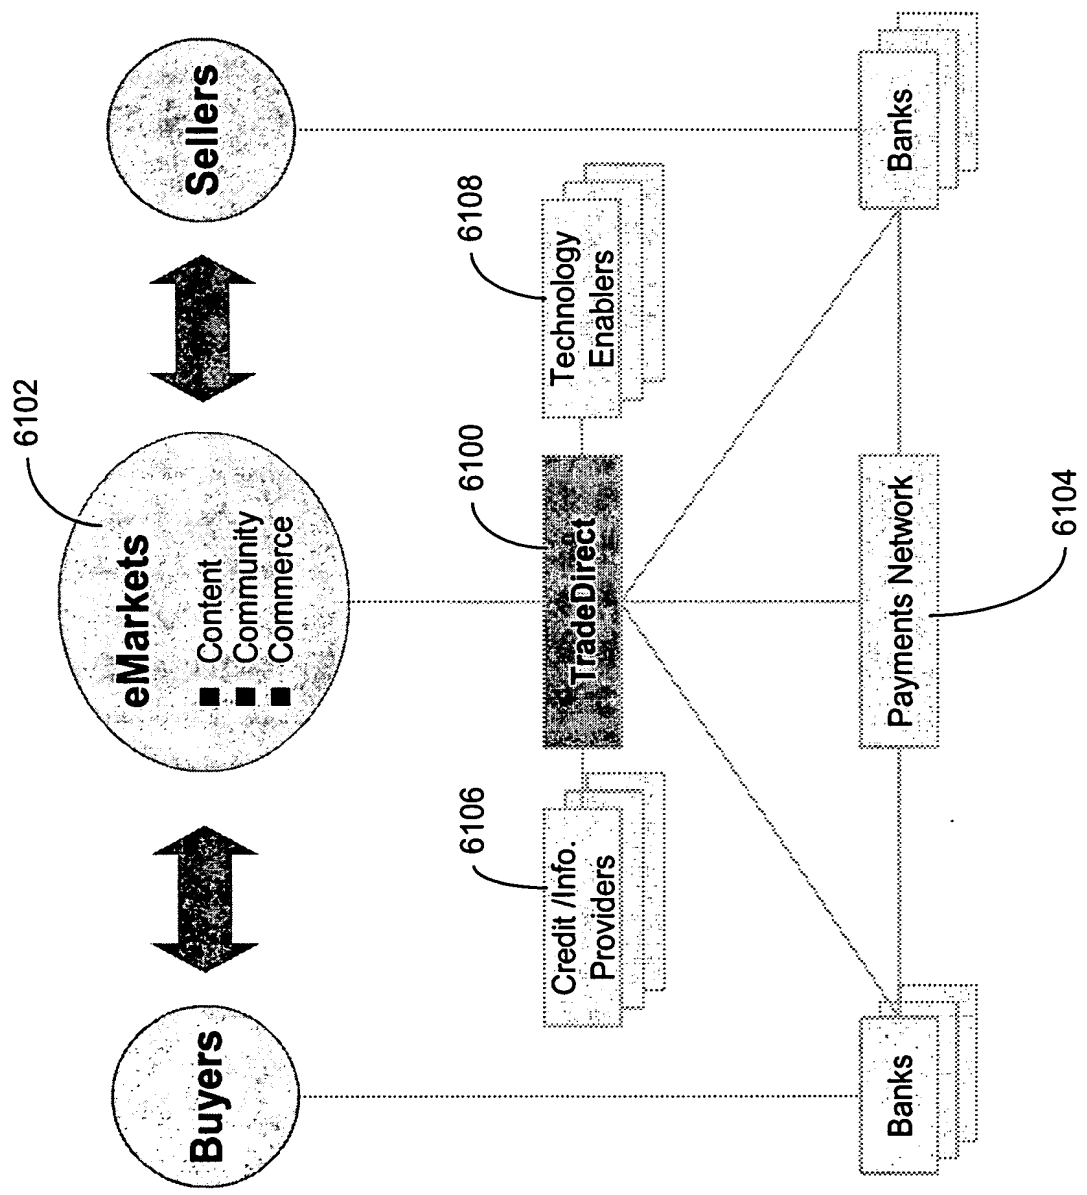 6102
Buyers
eMarkets
Sellers
■ Content
■ Community
■ Commerce
6106
6100
6108
Credit /Info.
Providers
TradeDirect
Technology
Enablers
Banks
Payments Network
Banks
6104